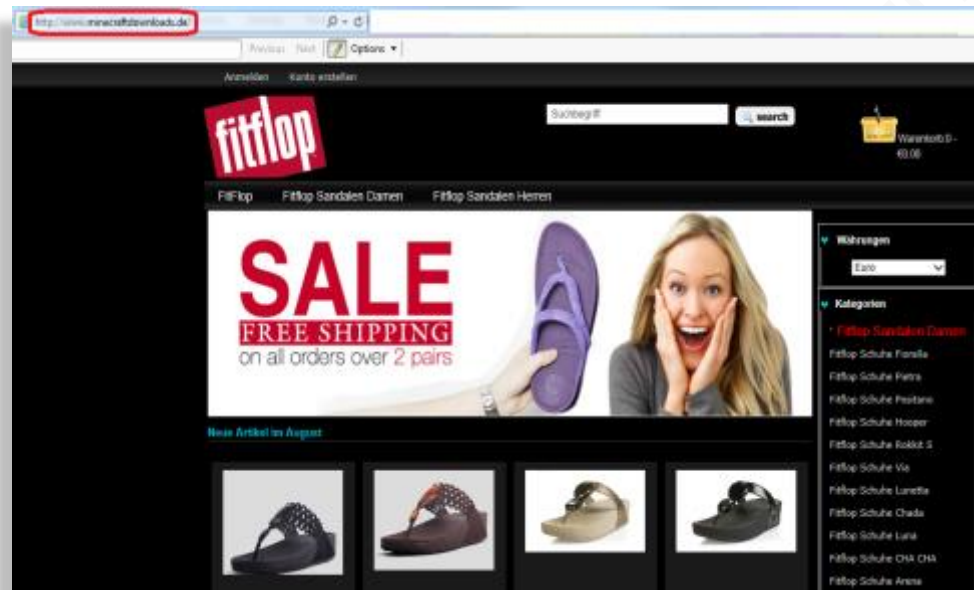 http://www.minecraftdownloads.de/
Previous Next Options
Anmelden Konto erstellen
fitflop
Suchbegriff
search
Warenkorb 0 -
€0.00
FitFlop Fitflop Sandalen Damen Fitflop Sandalen Herren
SALE
FREE SHIPPING
on all orders over 2 pairs
Währungen
Euro
Kategorien
Fitflop Sandalen Damen
Fitflop Schuhe Fiorella
Fitflop Schuhe Pietra
Fitflop Schuhe Positano
Fitflop Schuhe Hooper
Fitflop Schuhe Rokkit S
Fitflop Schuhe Via
Fitflop Schuhe Lunetta
Fitflop Schuhe Chada
Fitflop Schuhe Luna
Fitflop Schuhe CHA CHA
Fitflop Schuhe Arena
Neue Artikel im August